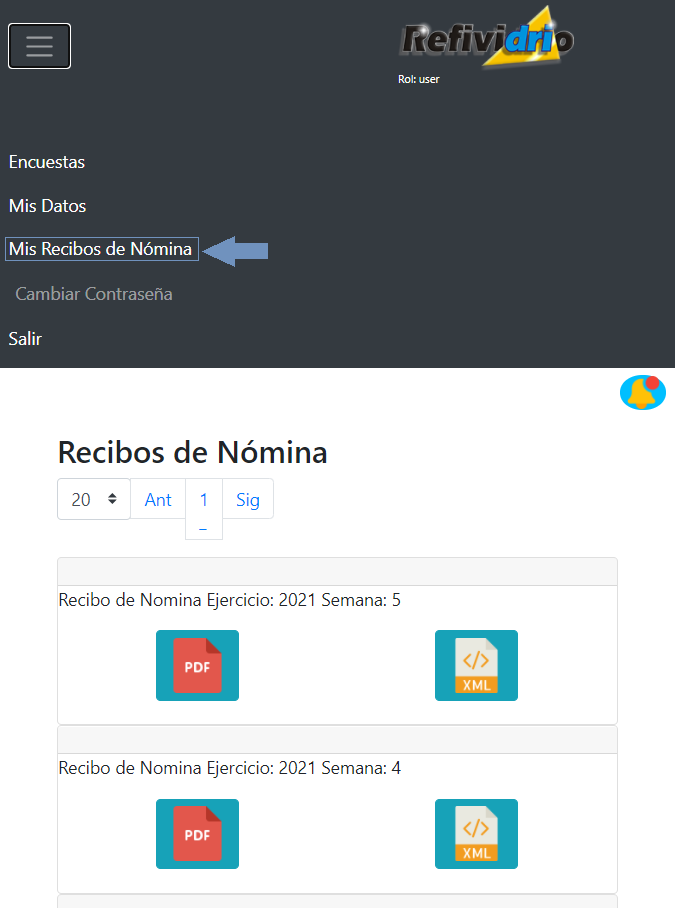 Refividrio
Rol: user
Encuestas
Mis Datos
Mis Recibos de Nómina
Cambiar Contraseña
Salir
Recibos de Nómina
20 Ant 1 Sig
_
Recibo de Nomina Ejercicio: 2021 Semana: 5
PDF XML
Recibo de Nomina Ejercicio: 2021 Semana: 4
PDF XML